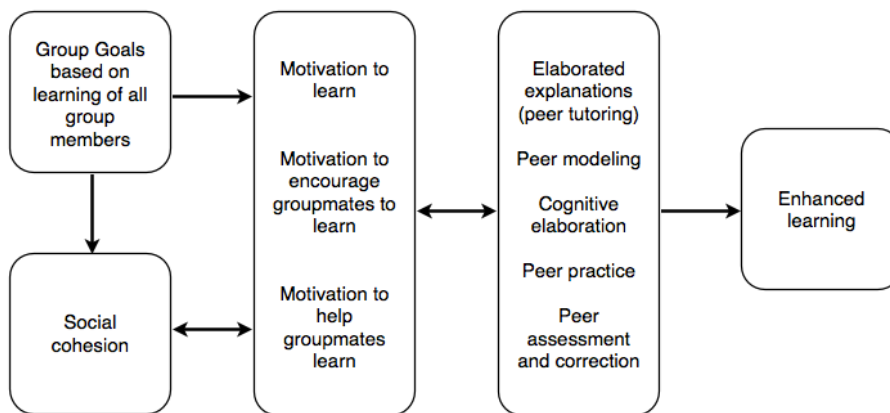 Group Goals
based on
learning of all
group
members
Social
cohesion
Motivation to
learn
Motivation to
encourage
groupmates to
learn
Motivation to
help
groupmates
learn
Elaborated
explanations
(peer tutoring)
Peer modeling
Cognitive
elaboration
Peer practice
Peer
assessment
and correction
Enhanced
learning